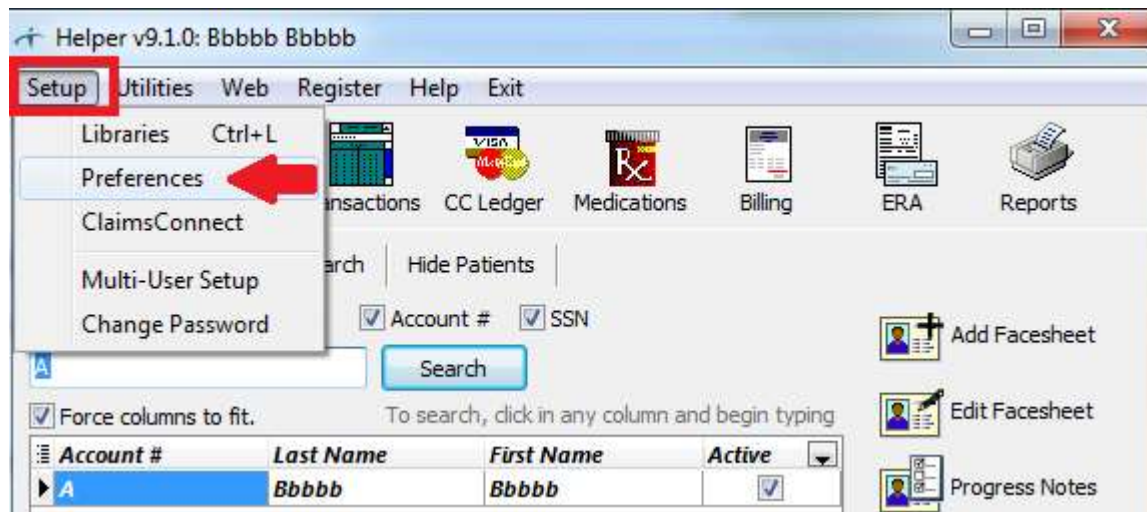 Helper v9.1.0: Bbbbb Bbbbb
Setup Utilities Web Register Help Exit
Libraries Ctrl+L
Preferences
ClaimsConnect
Multi-User Setup
Change Password
VISA
Rx
CC Ledger Medications Billing ERA Reports
Hide Patients
Account # SSN
A Search
Add Facesheet
Force columns to fit. To search, click in any column and begin typing
Edit Facesheet
Account # Last Name First Name Active
A Bbbbb Bbbbb
Progress Notes